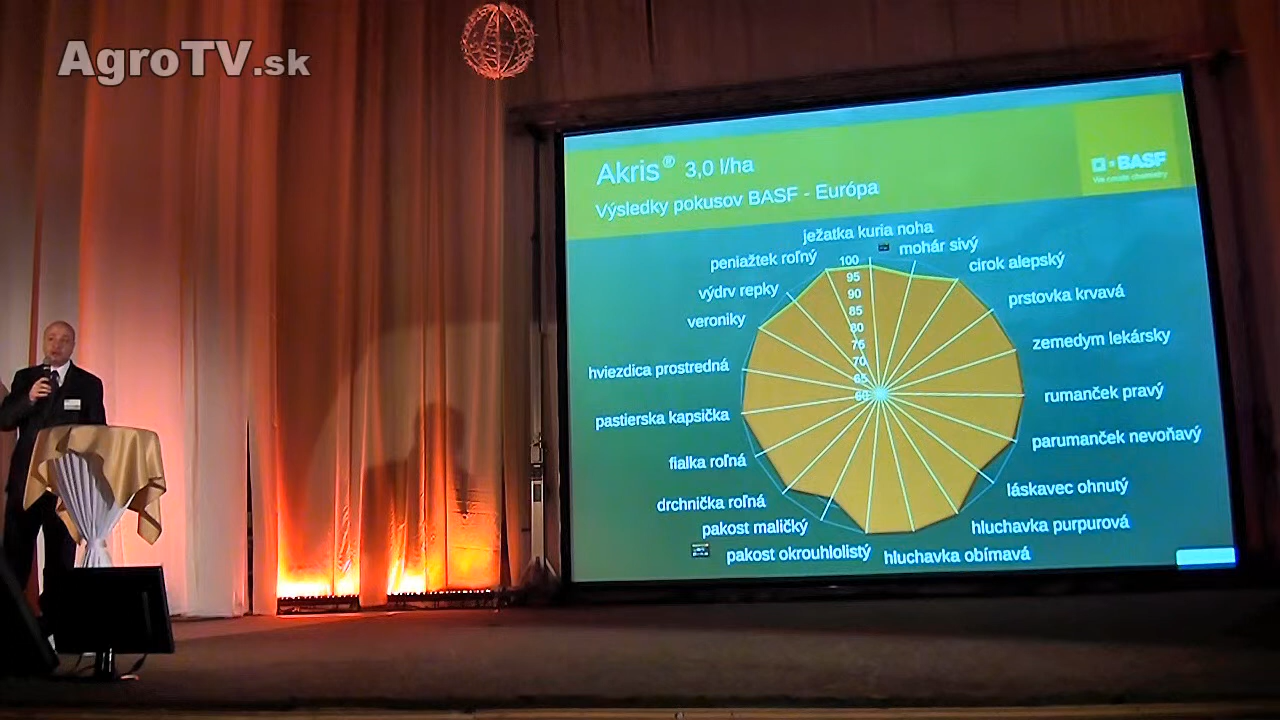 AgroTV.sk
Akris® 3,0 l/ha
Výsledky pokusov BASF - Európa
BASF
We create chemistry
ježatka kuria noha
mohár sivý
cirok alepský
prstovka krvavá
zemedym lekársky
rumanček pravý
parumanček nevoňavý
láskavec ohnutý
hluchavka purpurová
hluchavka obímavá
pakost okrouhlolistý
pakost maličký
drchnička roľná
fialka roľná
pastierska kapsička
hviezdica prostredná
veroniky
výdrv repky
peniažtek roľný
100
95
90
85
80
75
70
65
60